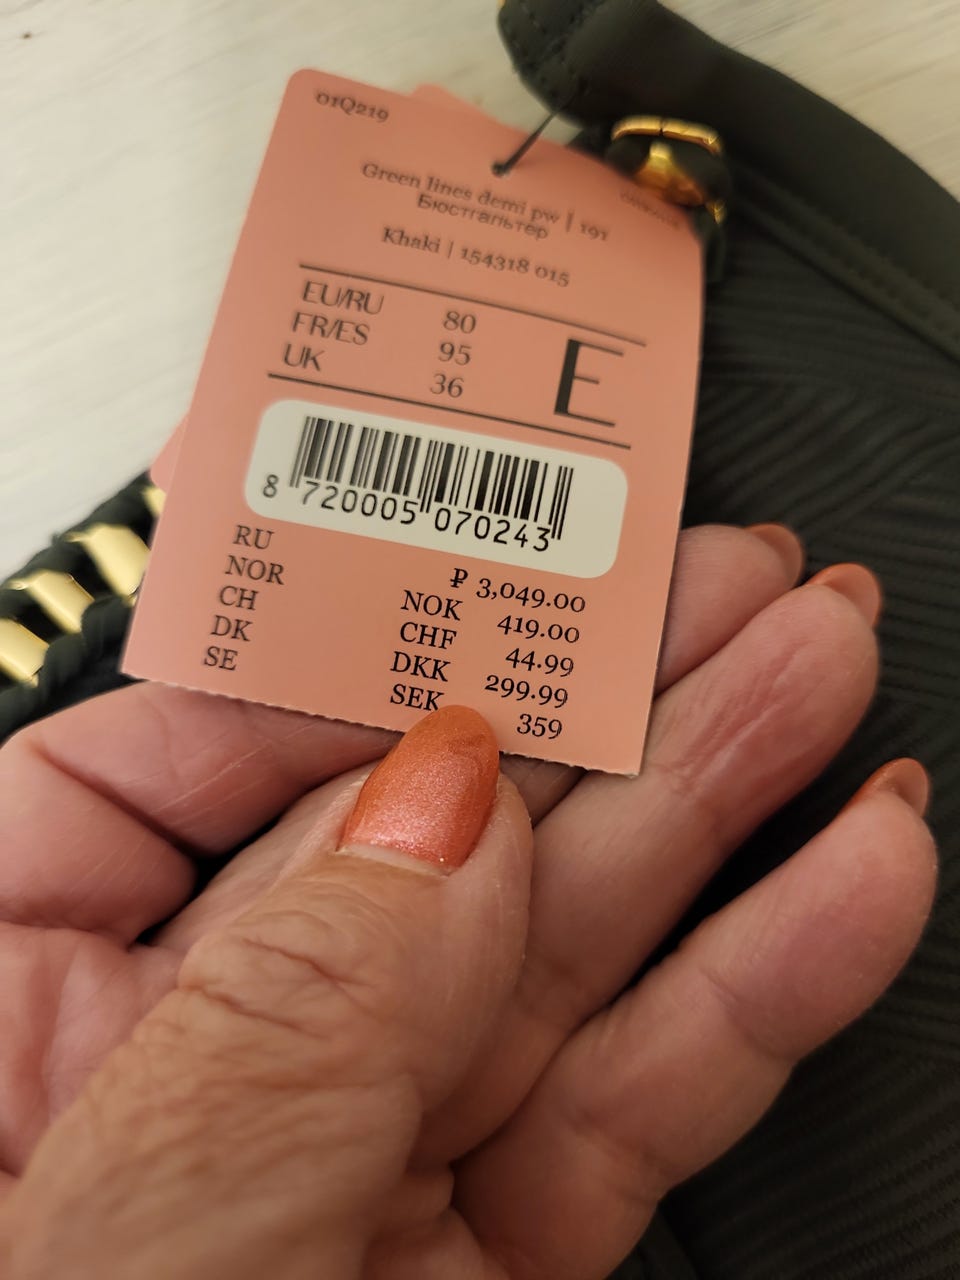 01Q219
Green lines demi pw | 191
Бюстгальтер
Khaki | 154318 015
EU/RU 80
FR/ES 95
UK 36
E
8 720005 070243
RU ₽ 3,049.00
NOR NOK 419.00
CH CHF 44.99
DK DKK 299.99
SE SEK 359